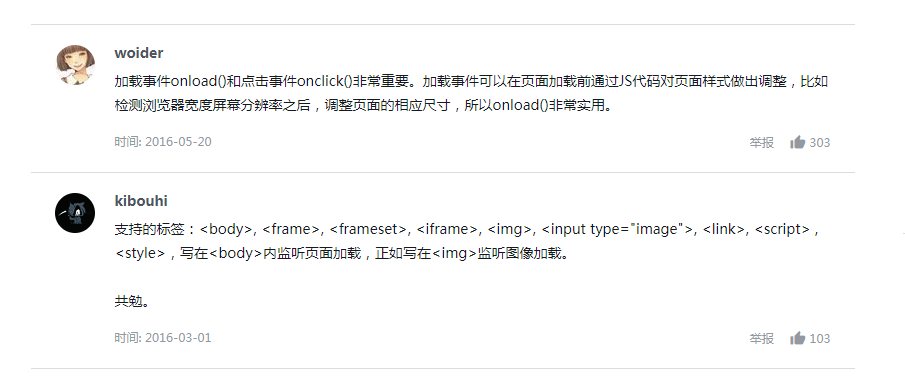 woider
加载事件onload()和点击事件onclick()非常重要。加载事件可以在页面加载前通过JS代码对页面样式做出调整，比如
检测浏览器宽度屏幕分辨率之后，调整页面的相应尺寸，所以onload()非常实用。
时间: 2016-05-20
举报 303
kibouhi
支持的标签：<body>, <frame>, <frameset>, <iframe>, <img>, <input type="image">, <link>, <script>，
<style>，写在<body>内监听页面加载，正如写在<img>监听图像加载。
共勉。
时间: 2016-03-01
举报 103